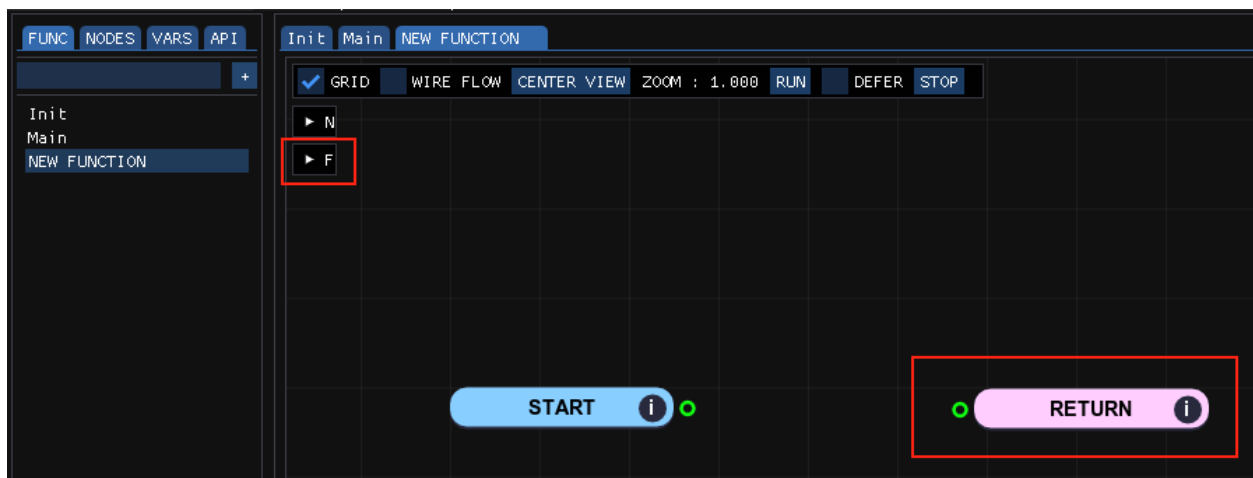 FUNC NODES VARS API
+
Init
Main
NEW FUNCTION
Init Main NEW FUNCTION
GRID WIRE FLOW CENTER VIEW ZOOM : 1.000 RUN DEFER STOP
N
F
START i
RETURN i